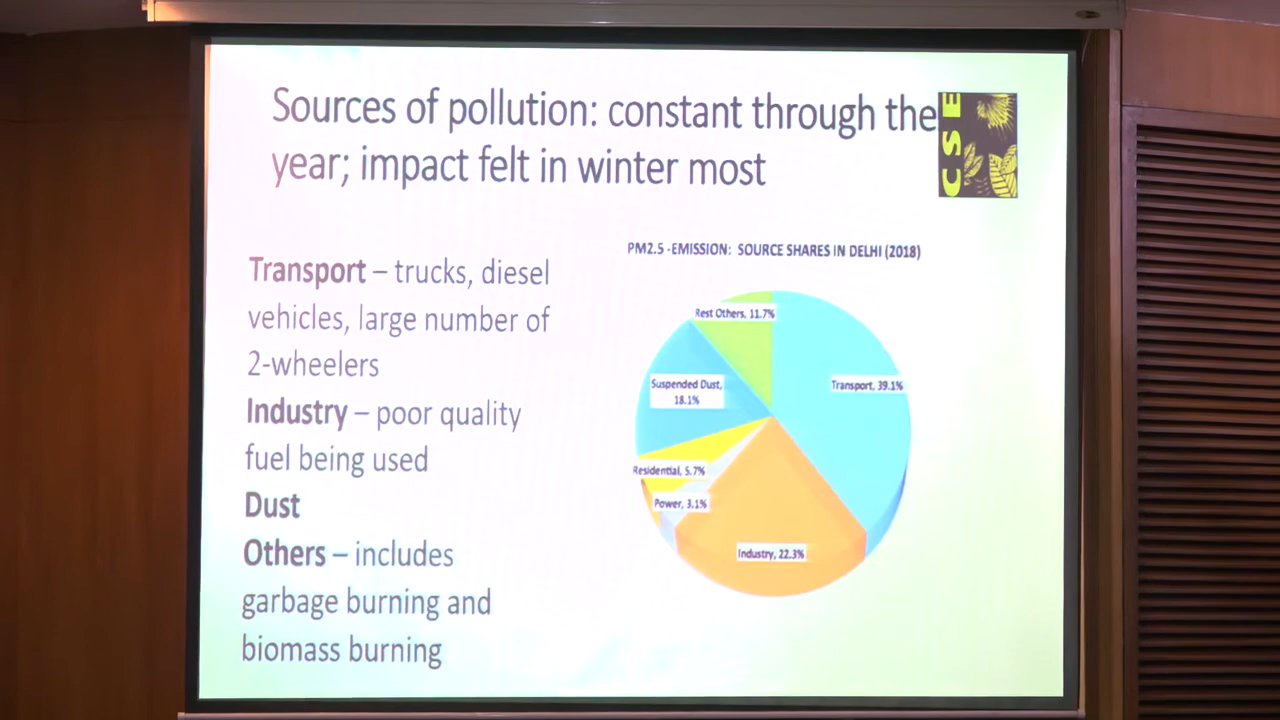 Sources of pollution: constant through the
year; impact felt in winter most
CSE
Transport – trucks, diesel
vehicles, large number of
2-wheelers
Industry – poor quality
fuel being used
Dust
Others – includes
garbage burning and
biomass burning
PM2.5 -EMISSION: SOURCE SHARES IN DELHI (2018)
Rest Others, 11.7%
Transport, 39.1%
Suspended Dust,
18.1%
Residential, 5.7%
Power, 3.1%
Industry, 22.3%